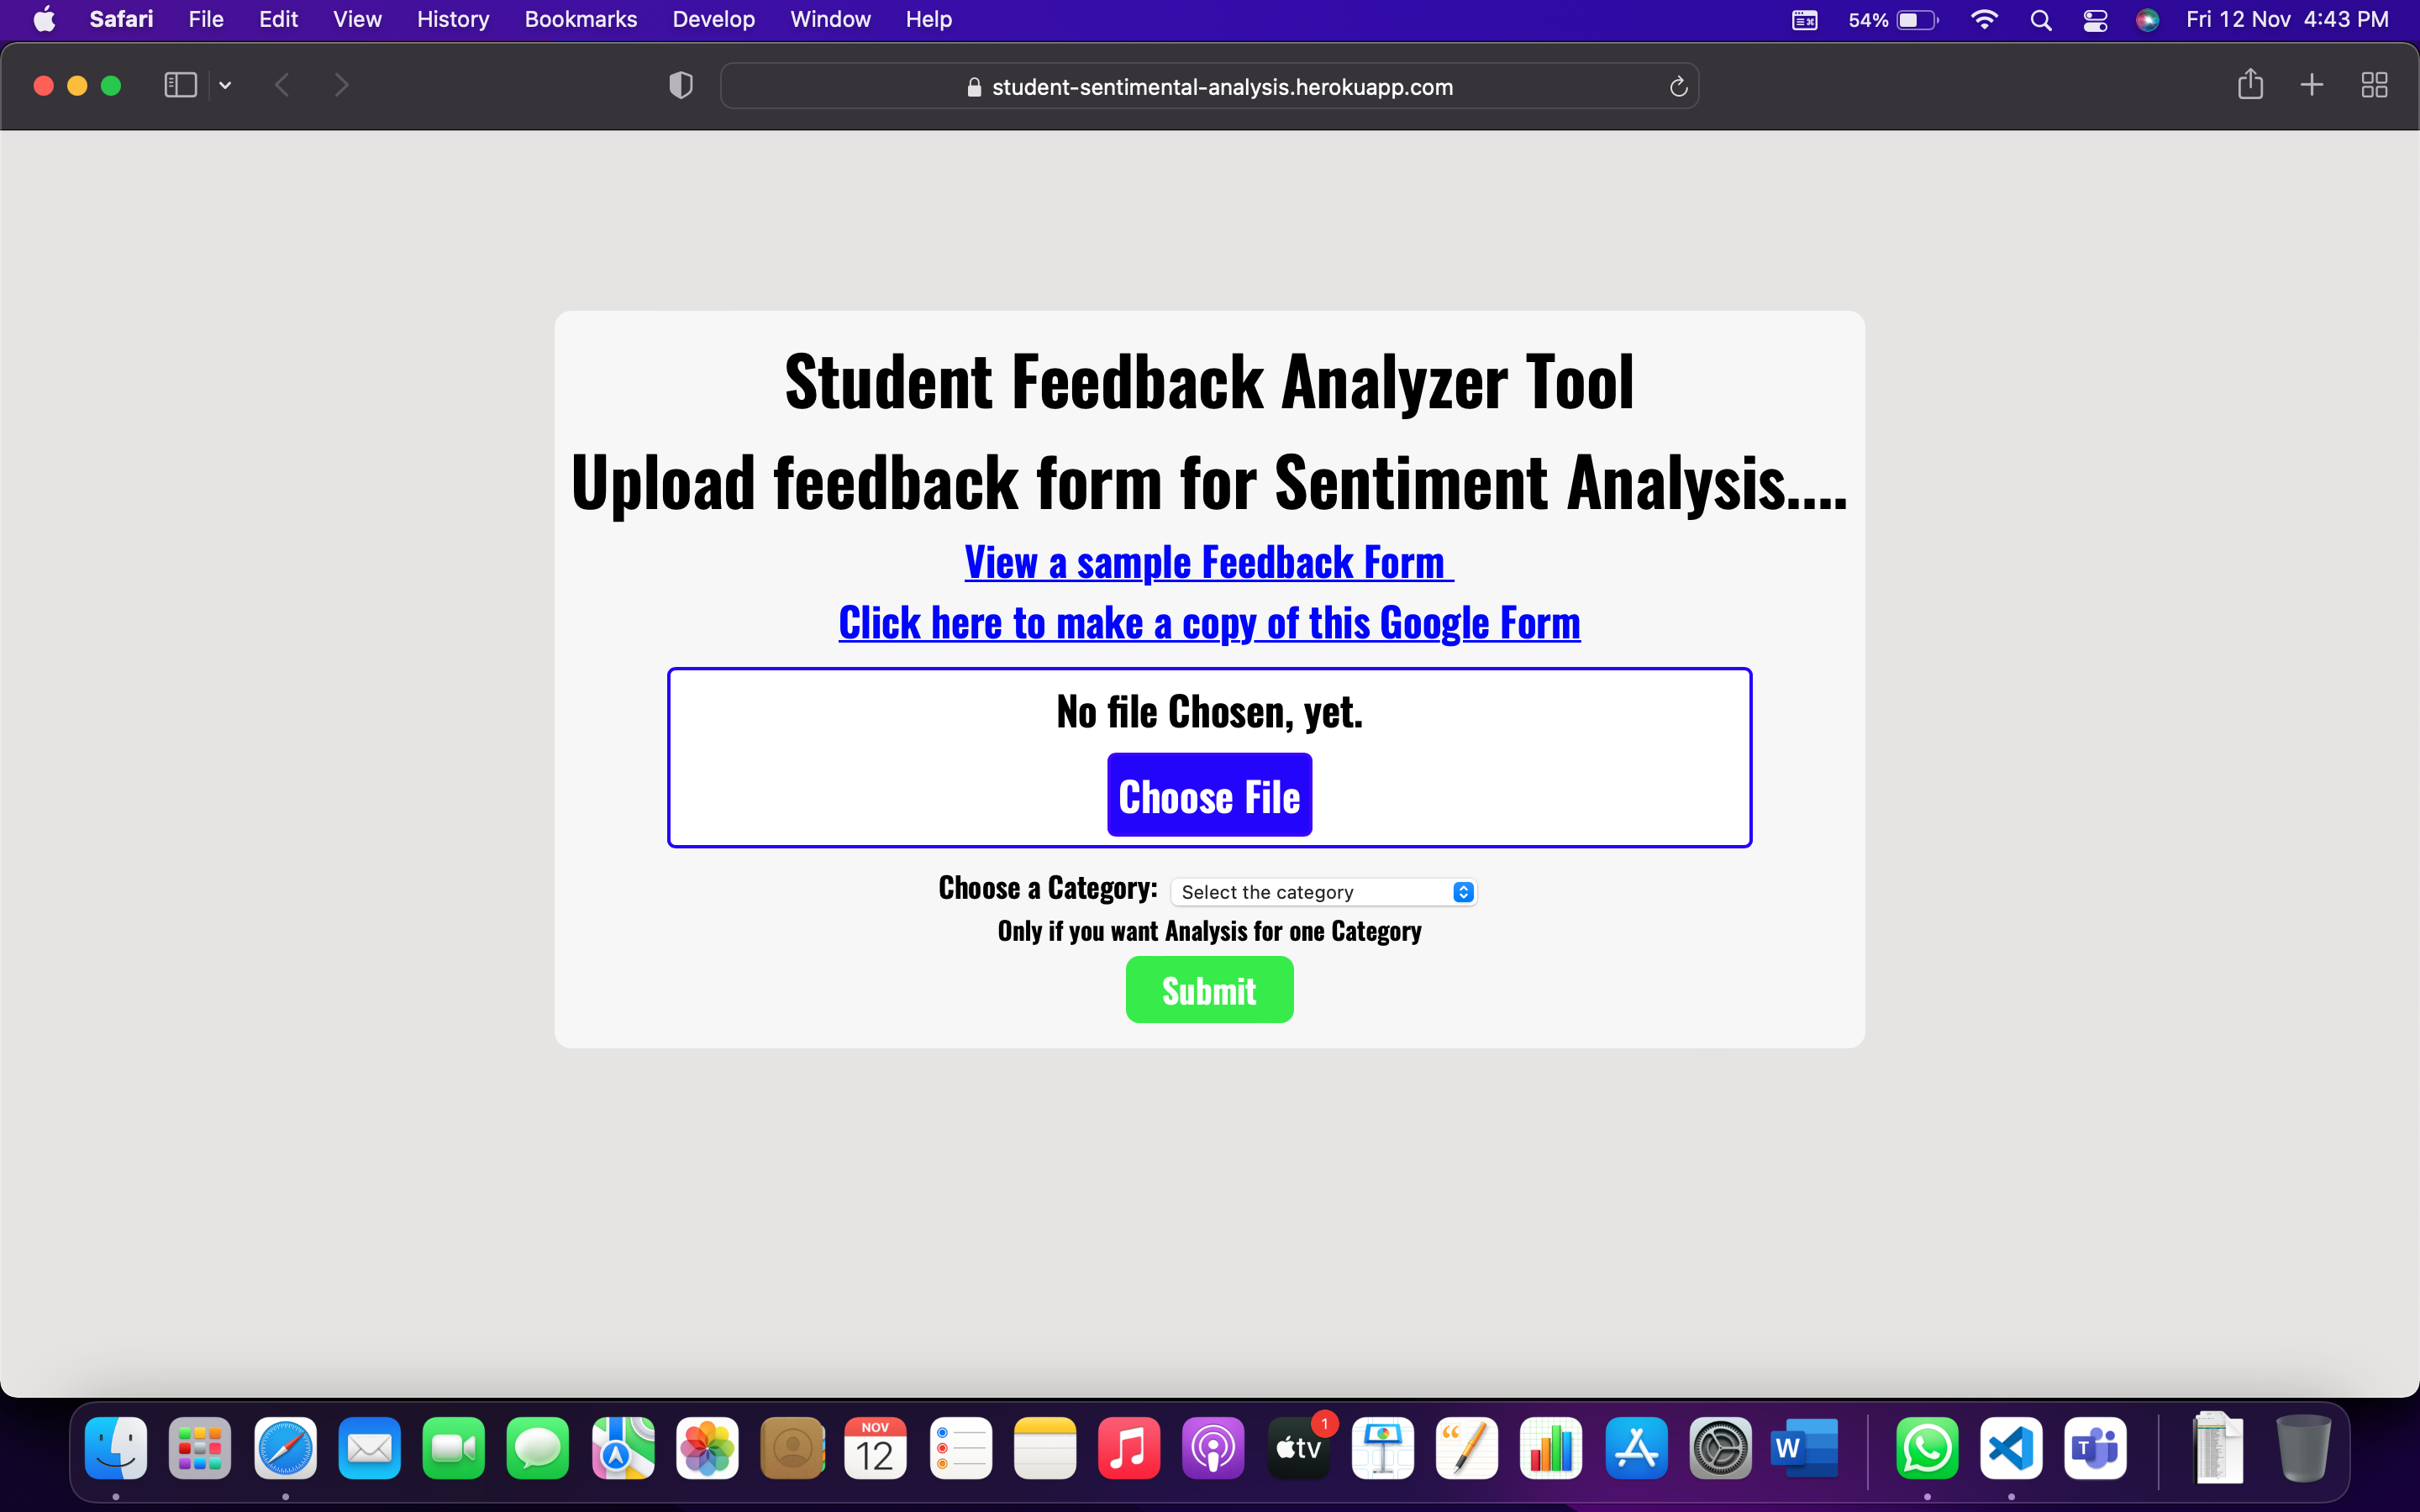 Safari File Edit View History Bookmarks Develop Window Help 54% Fri 12 Nov 4:43 PM
student-sentimental-analysis.herokuapp.com
Student Feedback Analyzer Tool
Upload feedback form for Sentiment Analysis....
View a sample Feedback Form
Click here to make a copy of this Google Form
No file Chosen, yet.
Choose File
Choose a Category: Select the category
Only if you want Analysis for one Category
Submit
NOV
12
tv
1
W
T